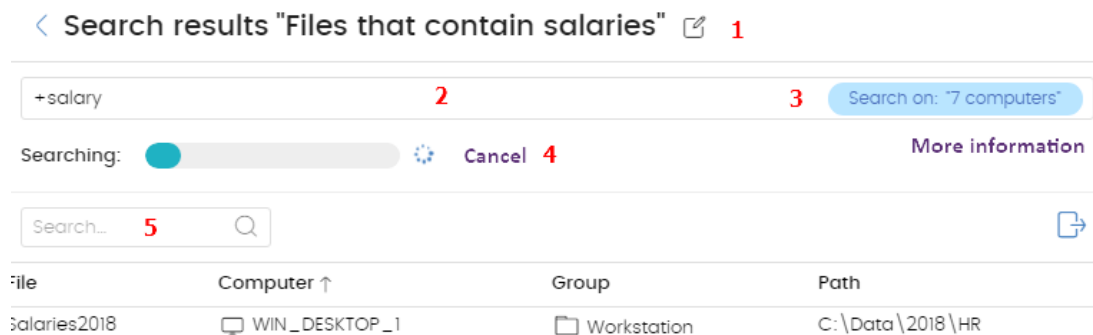 Search results "Files that contain salaries" 1
+salary 2 3 Search on: "7 computers"
Searching: Cancel 4 More information
Search... 5
File Computer ↑ Group Path
Salaries2018 WIN_DESKTOP_1 Workstation C:\Data\2018\HR